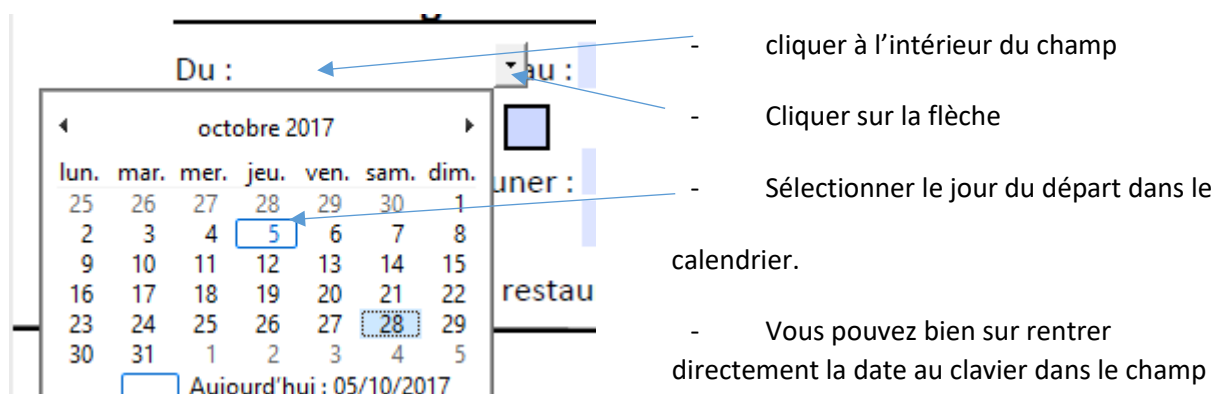 Du :
au :
octobre 2017
lun. mar. mer. jeu. ven. sam. dim.
25 26 27 28 29 30 1
2 3 4 5 6 7 8
9 10 11 12 13 14 15
16 17 18 19 20 21 22
23 24 25 26 27 28 29
30 31 1 2 3 4 5
Aujourd'hui : 05/10/2017
uner :
restau
- cliquer à l’intérieur du champ
- Cliquer sur la flèche
- Sélectionner le jour du départ dans le
calendrier.
- Vous pouvez bien sur rentrer
directement la date au clavier dans le champ